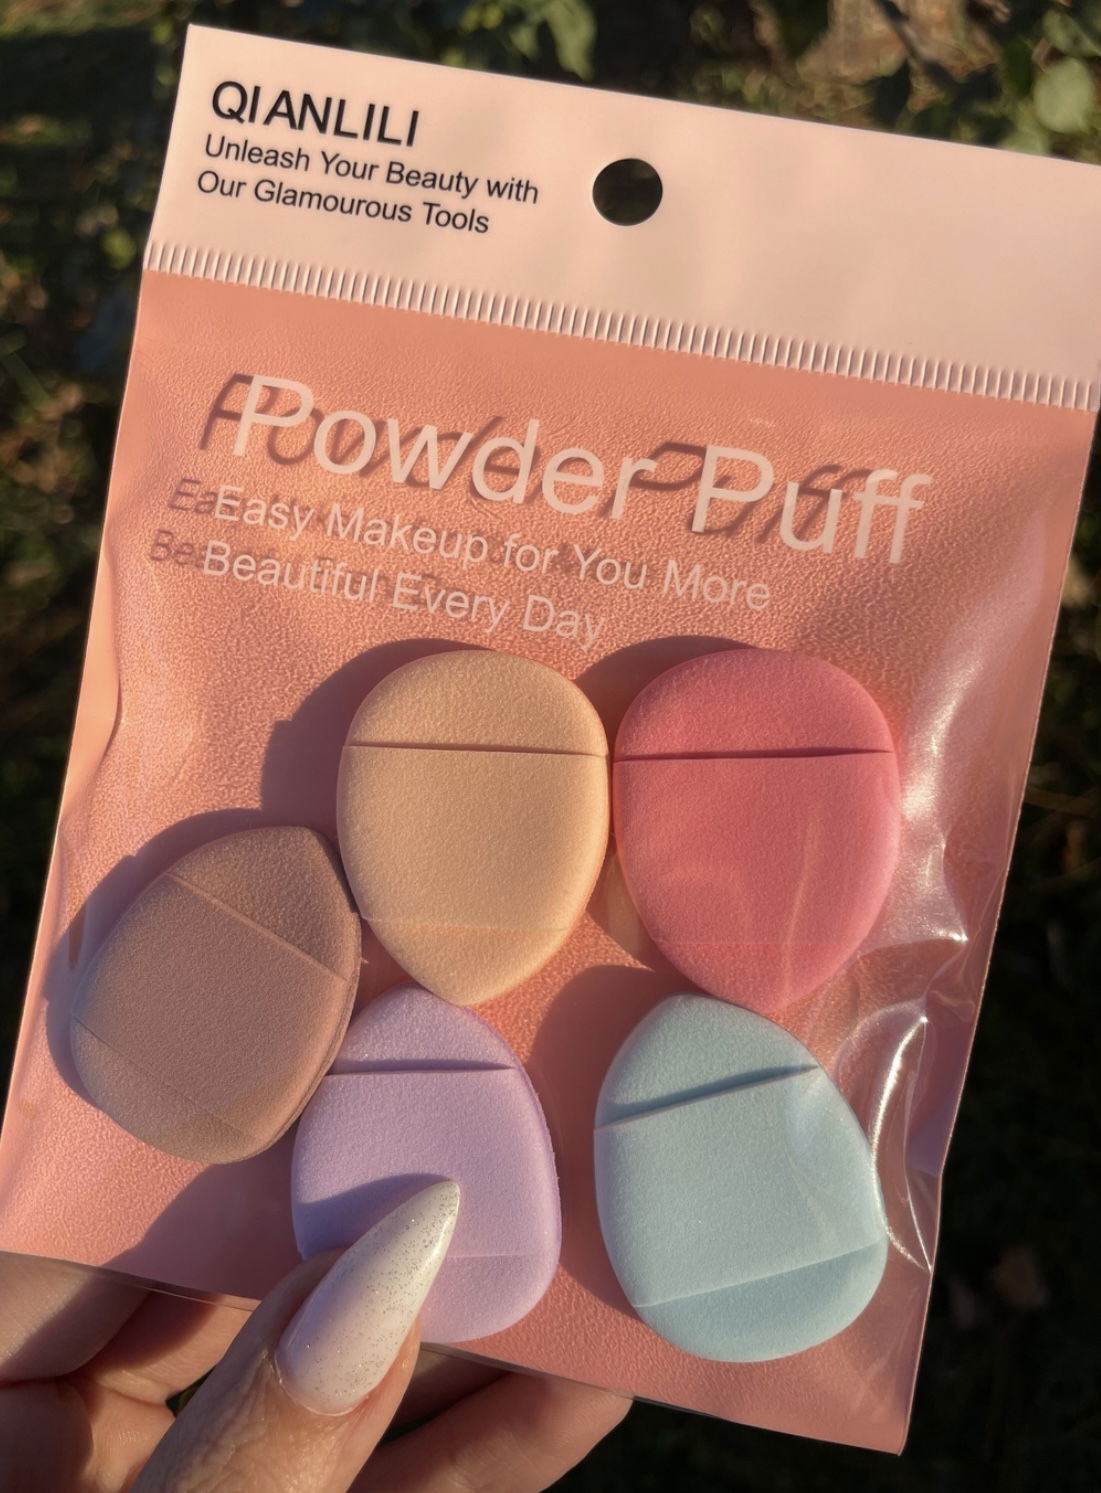 QIANLILI
Unleash Your Beauty with
Our Glamourous Tools
Powder Puff
Easy Makeup for You More
Beautiful Every Day